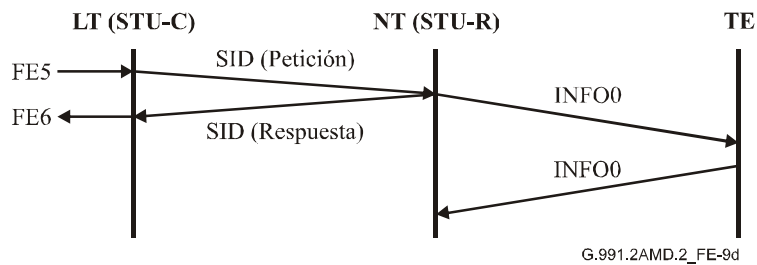 LT (STU-C) NT (STU-R) TE
SID (Petición)
FE5
INFO0
FE6
SID (Respuesta)
INFO0
G.991.2AMD.2_FE-9d